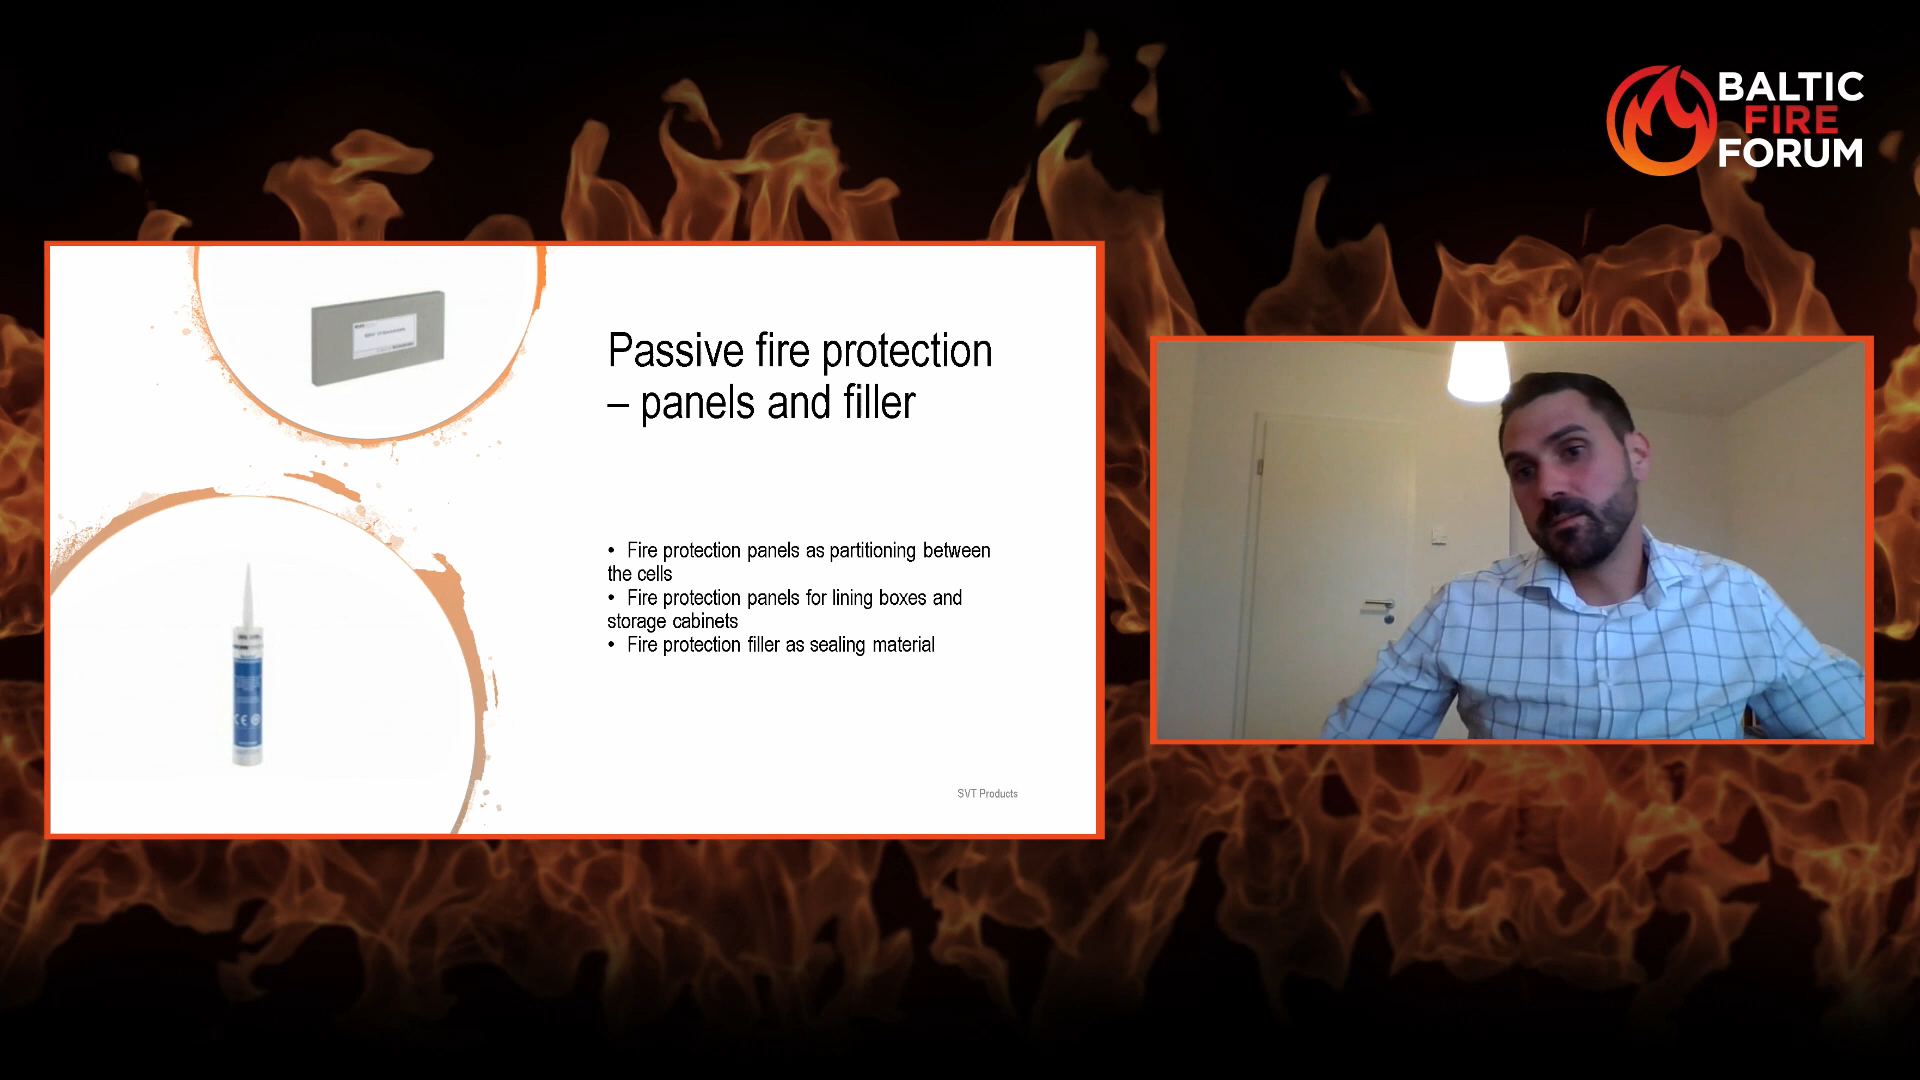 BALTIC
FIRE
FORUM
Passive fire protection
– panels and filler
• Fire protection panels as partitioning between
the cells
• Fire protection panels for lining boxes and
storage cabinets
• Fire protection filler as sealing material
SVT Products
CE